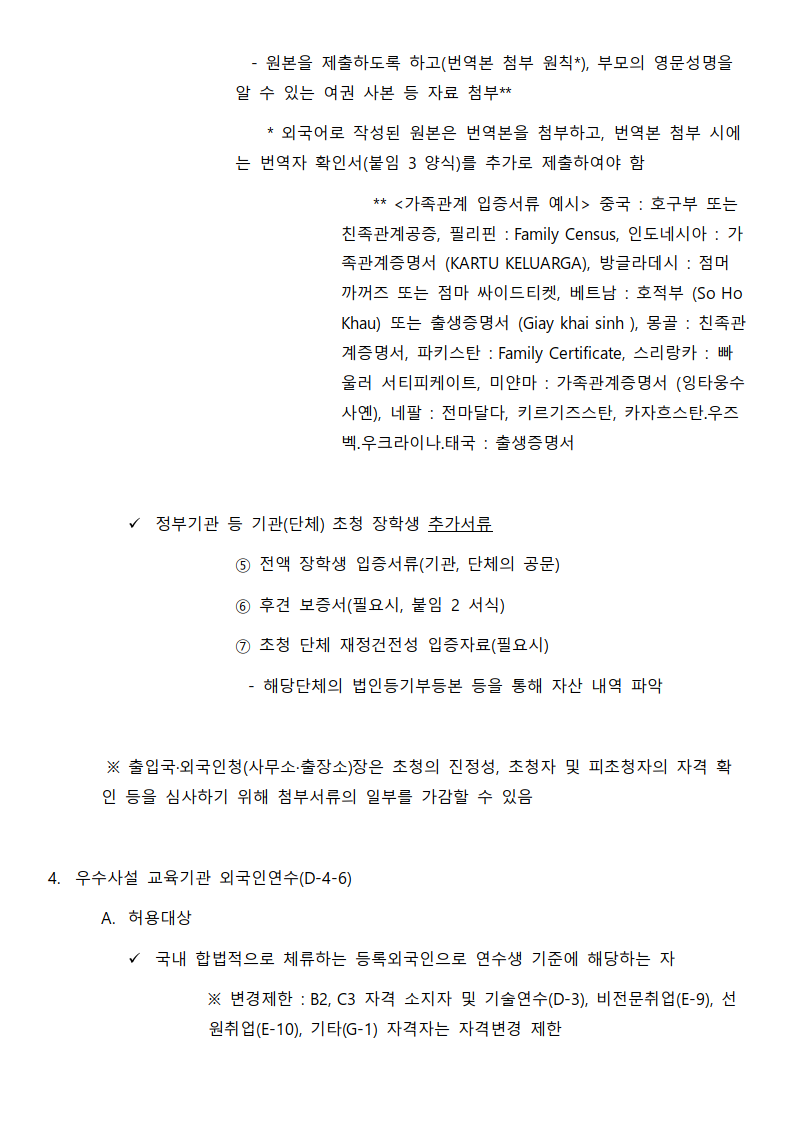 - 원본을 제출하도록 하고(번역본 첨부 원칙*), 부모의 영문성명을
알 수 있는 여권 사본 등 자료 첨부**
* 외국어로 작성된 원본은 번역본을 첨부하고, 번역본 첨부 시에
는 번역자 확인서(붙임 3 양식)를 추가로 제출하여야 함
** <가족관계 입증서류 예시> 중국 : 호구부 또는
친족관계공증, 필리핀 : Family Census, 인도네시아 : 가
족관계증명서 (KARTU KELUARGA), 방글라데시 : 점머
까꺼즈 또는 점마 싸이드티켓, 베트남 : 호적부 (So Ho
Khau) 또는 출생증명서 (Giay khai sinh ), 몽골 : 친족관
계증명서, 파키스탄 : Family Certificate, 스리랑카 : 빠
울러 서티피케이트, 미얀마 : 가족관계증명서 (잉타웅수
사옌), 네팔 : 전마달다, 키르기즈스탄, 카자흐스탄.우즈
벡.우크라이나.태국 : 출생증명서
✓ 정부기관 등 기관(단체) 초청 장학생 추가서류
⑤ 전액 장학생 입증서류(기관, 단체의 공문)
⑥ 후견 보증서(필요시, 붙임 2 서식)
⑦ 초청 단체 재정건전성 입증자료(필요시)
- 해당단체의 법인등기부등본 등을 통해 자산 내역 파악
※ 출입국·외국인청(사무소·출장소)장은 초청의 진정성, 초청자 및 피초청자의 자격 확
인 등을 심사하기 위해 첨부서류의 일부를 가감할 수 있음
4. 우수사설 교육기관 외국인연수(D-4-6)
A. 허용대상
✓ 국내 합법적으로 체류하는 등록외국인으로 연수생 기준에 해당하는 자
※ 변경제한 : B2, C3 자격 소지자 및 기술연수(D-3), 비전문취업(E-9), 선
원취업(E-10), 기타(G-1) 자격자는 자격변경 제한